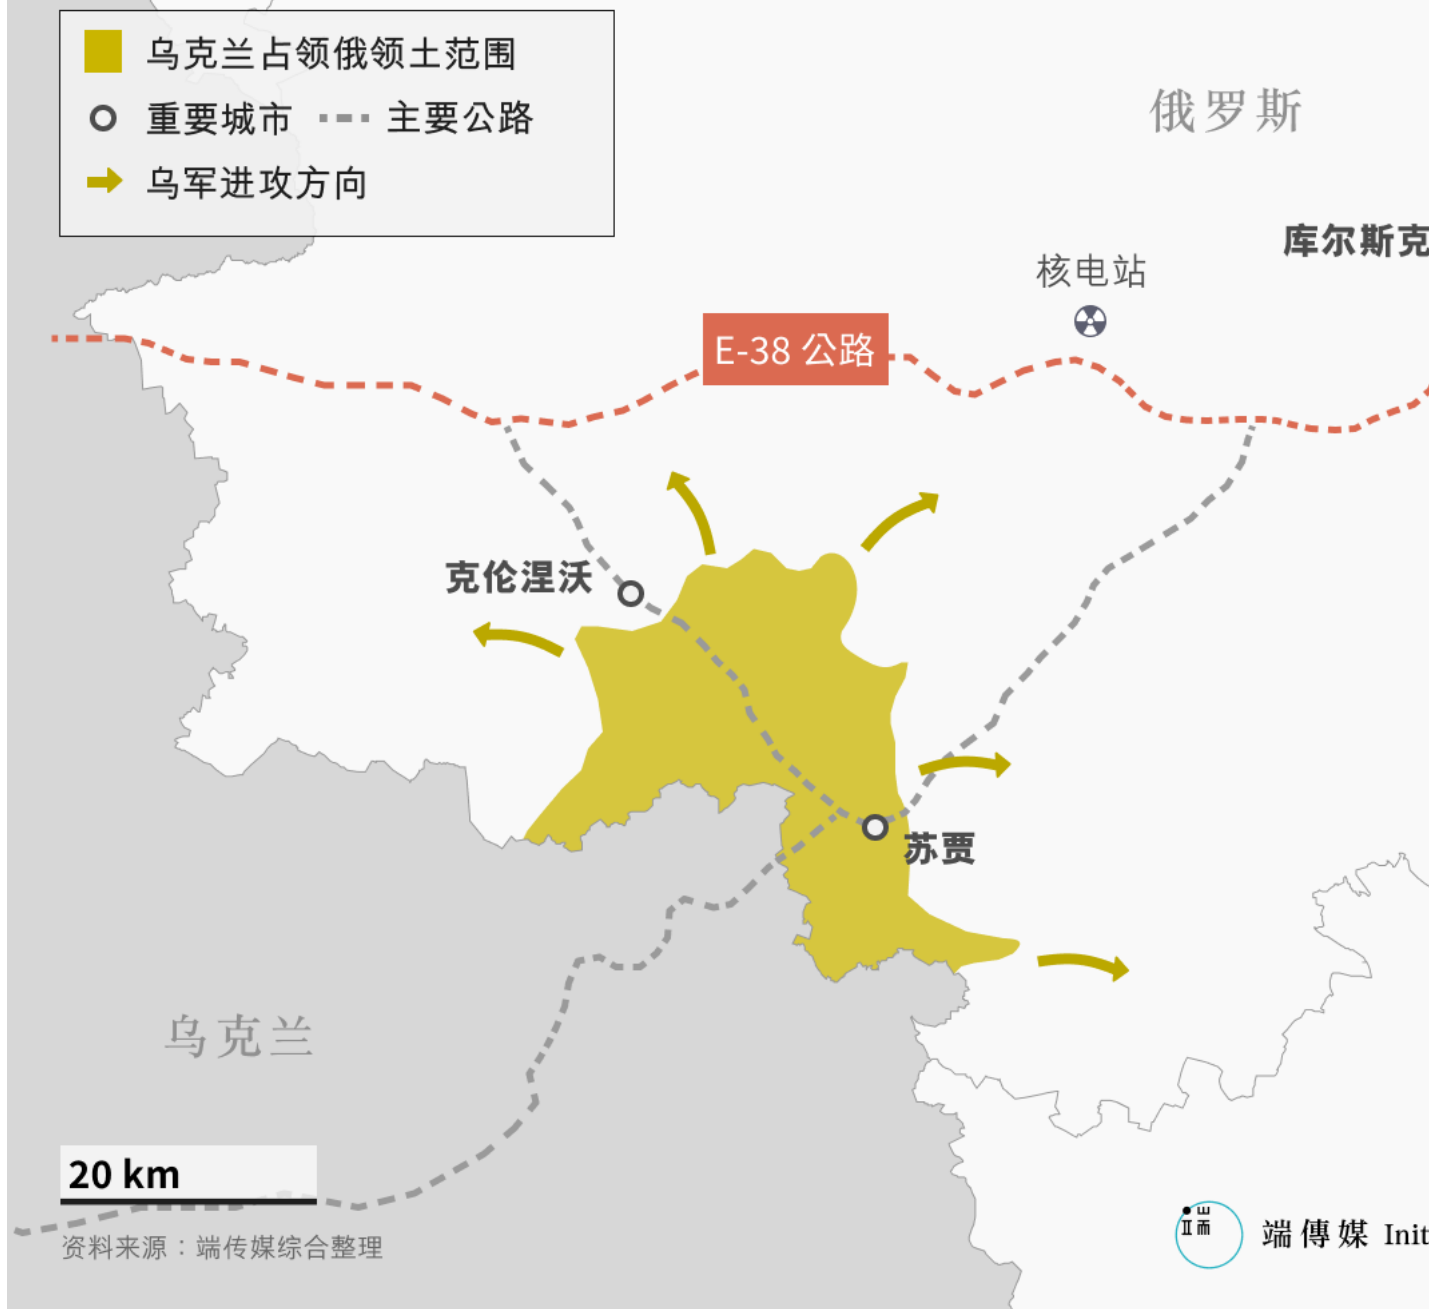 乌克兰占领俄领土范围
重要城市 主要公路
乌军进攻方向
俄罗斯
库尔斯克
核电站
E-38 公路
克伦涅沃
苏贾
乌克兰
20 km
资料来源：端传媒综合整理
端傳媒 Init